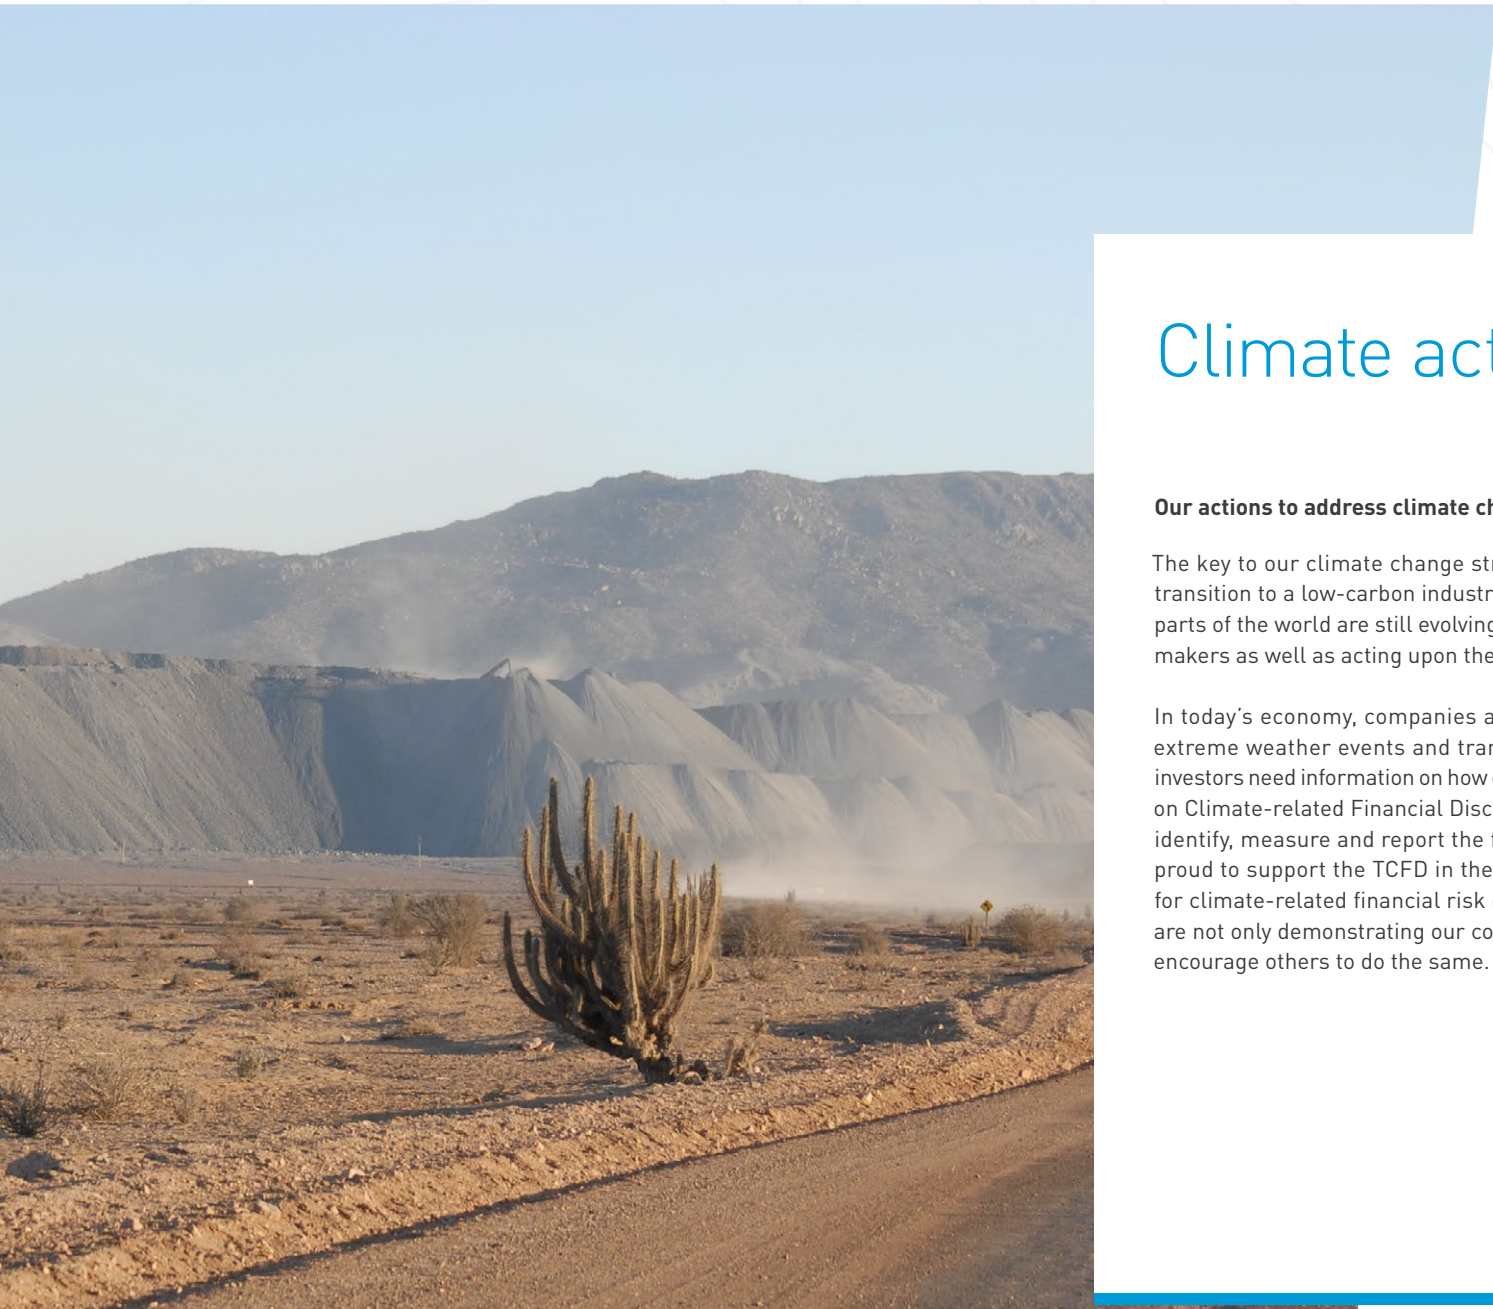 Climate act
Our actions to address climate ch
The key to our climate change str
transition to a low-carbon industr
parts of the world are still evolving
makers as well as acting upon the
In today’s economy, companies a
extreme weather events and tran
investors need information on how
on Climate-related Financial Disc
identify, measure and report the f
proud to support the TCFD in the
for climate-related financial risk
are not only demonstrating our co
encourage others to do the same.